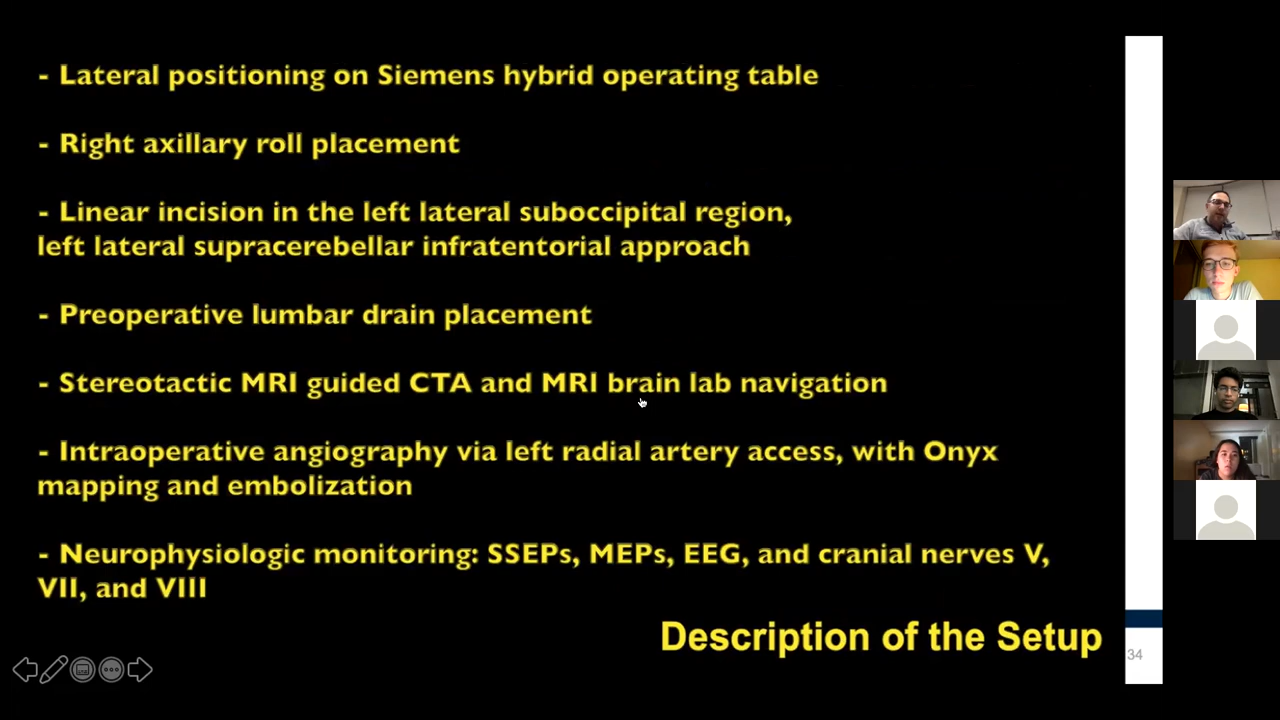 - Lateral positioning on Siemens hybrid operating table
- Right axillary roll placement
- Linear incision in the left lateral suboccipital region,
left lateral supracerebellar infratentorial approach
- Preoperative lumbar drain placement
- Stereotactic MRI guided CTA and MRI brain lab navigation
- Intraoperative angiography via left radial artery access, with Onyx
mapping and embolization
- Neurophysiologic monitoring: SSEPs, MEPs, EEG, and cranial nerves V,
VII, and VIII
Description of the Setup
34